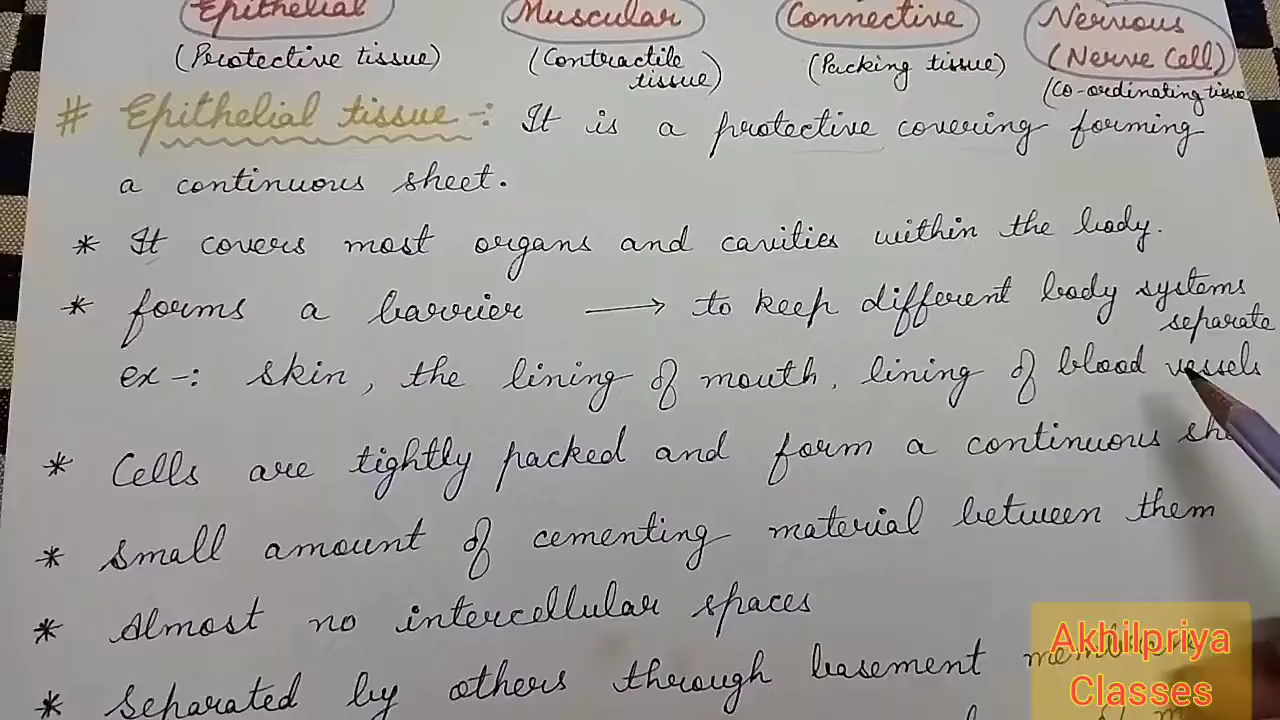 Epithelial Muscular Connective Nervous
(Protective tissue) (Contractile tissue) (Packing tissue) (Nerve Cell)
(Co-ordinating tissue
# Epithelial tissue -: It is a protective covering forming
a continuous sheet.
* It covers most organs and cavities within the body.
* forms a barrier → to keep different body systems separate
ex -: skin, the lining of mouth, lining of blood vessels
* Cells are tightly packed and form a continuous
* Small amount of cementing material between them
* Almost no intercellular spaces
* Separated by others through basement
Akhilpriya
Classes